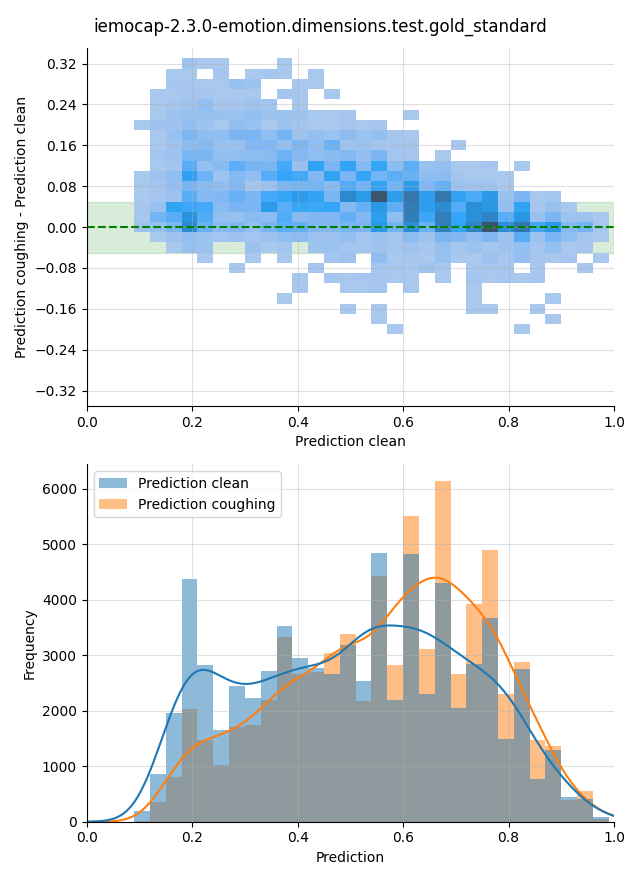 iemocap-2.3.0-emotion.dimensions.test.gold_standard
Prediction coughing - Prediction clean
0.32
0.24
0.16
0.08
0.00
−0.08
−0.16
−0.24
−0.32
0.0 0.2 0.4 0.6 0.8 1.0
Prediction clean
Prediction clean
Prediction coughing
Frequency
6000
5000
4000
3000
2000
1000
0
0.0 0.2 0.4 0.6 0.8 1.0
Prediction